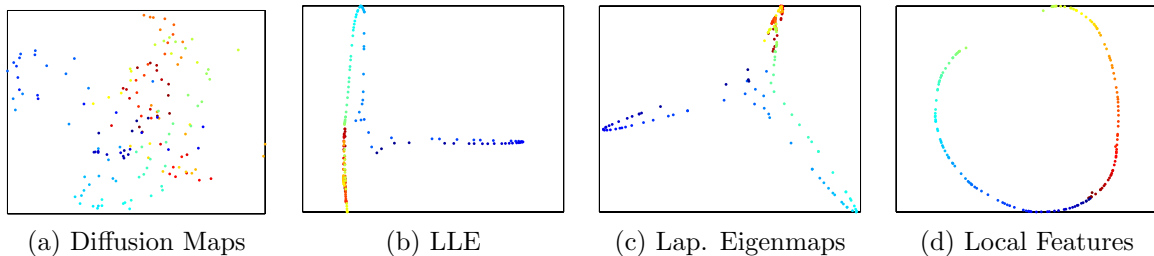 (a) Diffusion Maps
(b) LLE
(c) Lap. Eigenmaps
(d) Local Features